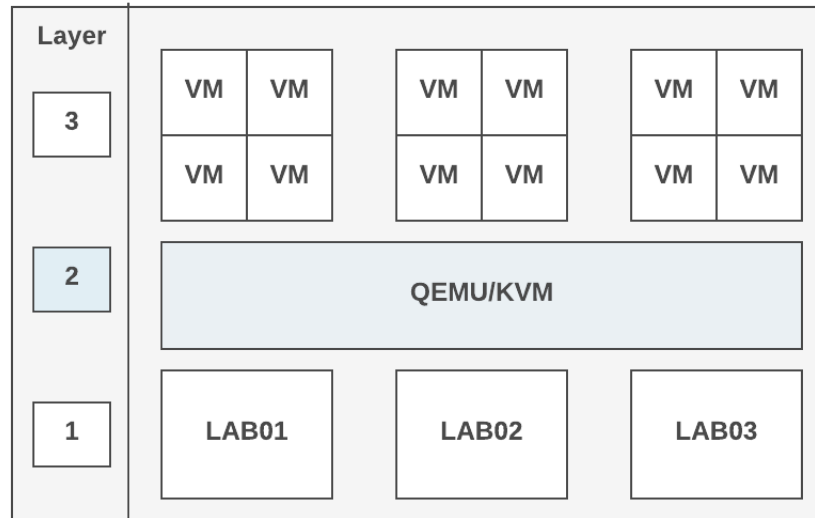 Layer
VM VM VM VM VM VM
3
VM VM VM VM VM VM
2
QEMU/KVM
1
LAB01 LAB02 LAB03